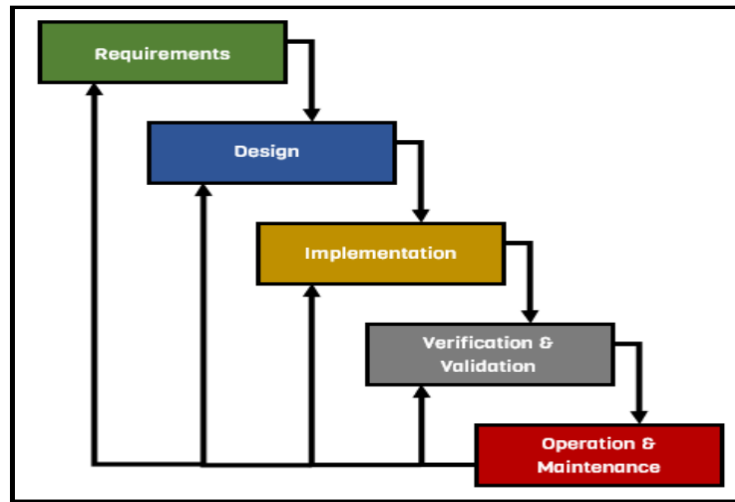 Requirements
Design
Implementation
Verification &
Validation
Operation &
Maintenance